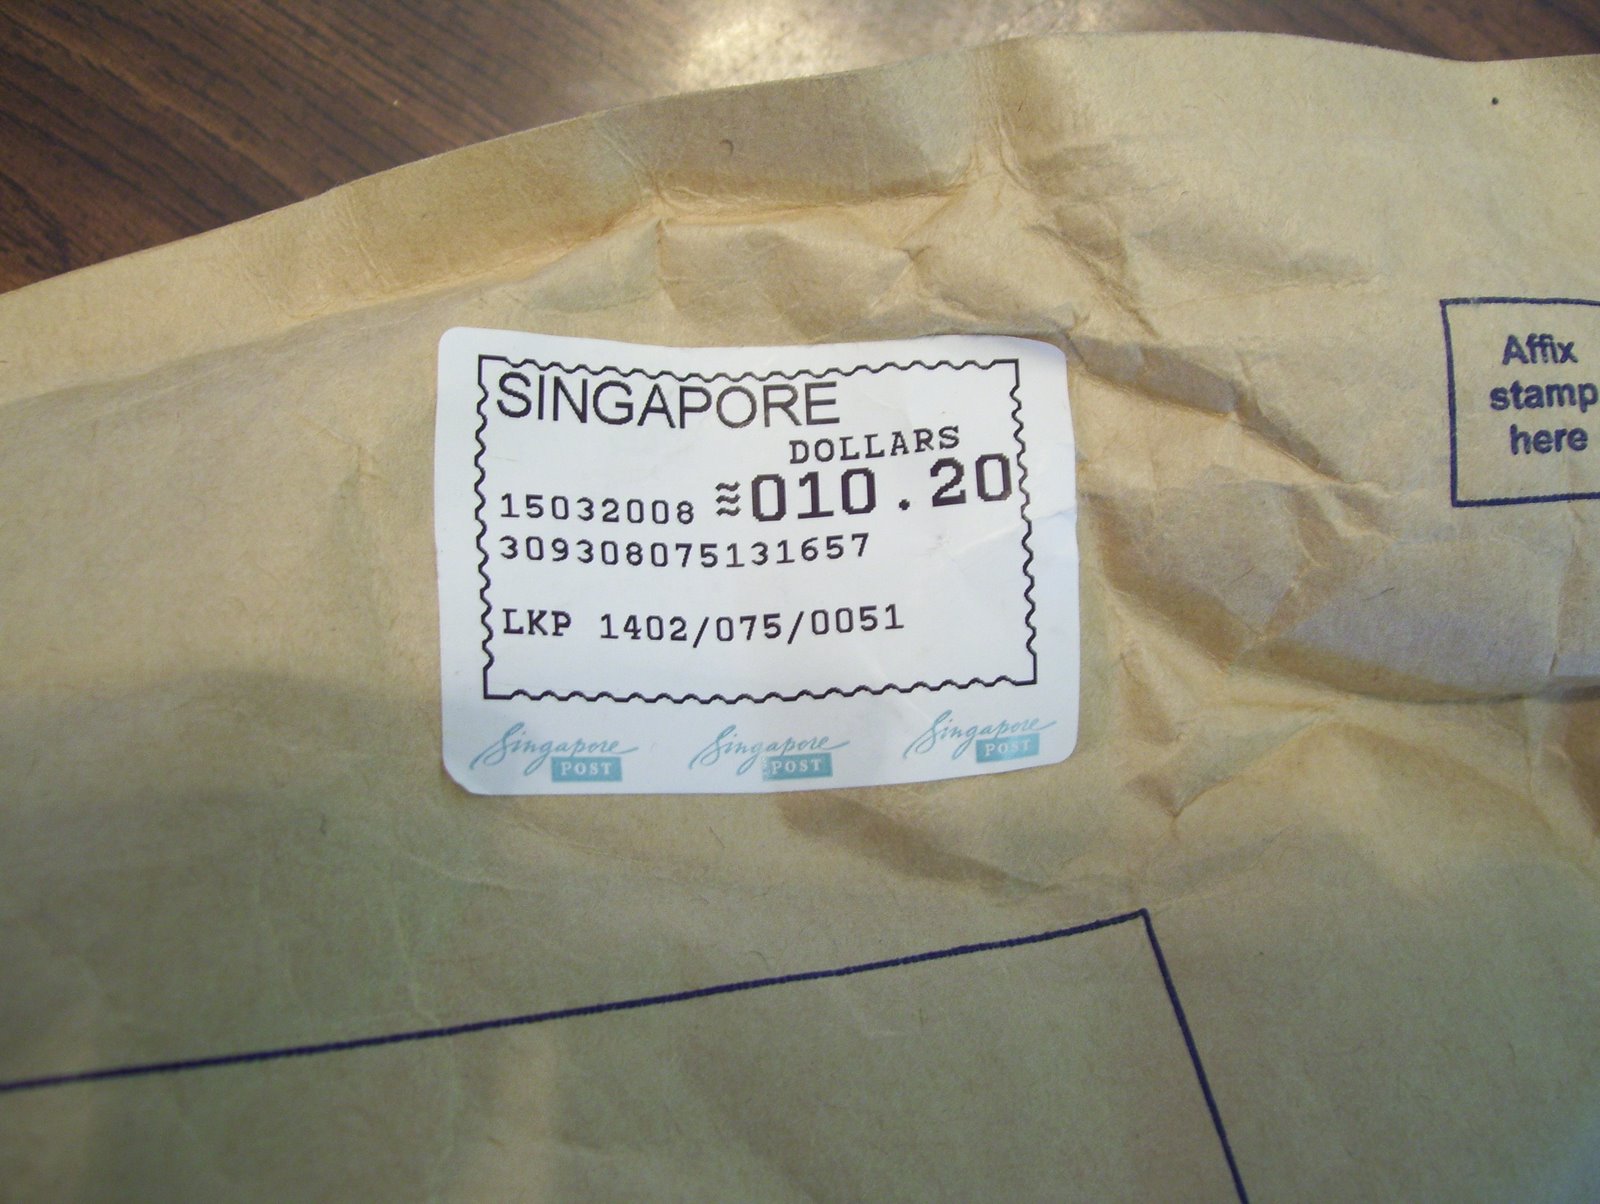 SINGAPORE
DOLLARS
15032008 ≋010.20
309308075131657
LKP 1402/075/0051
Singapore POST
Singapore POST
Singapore POST
Affix
stamp
here